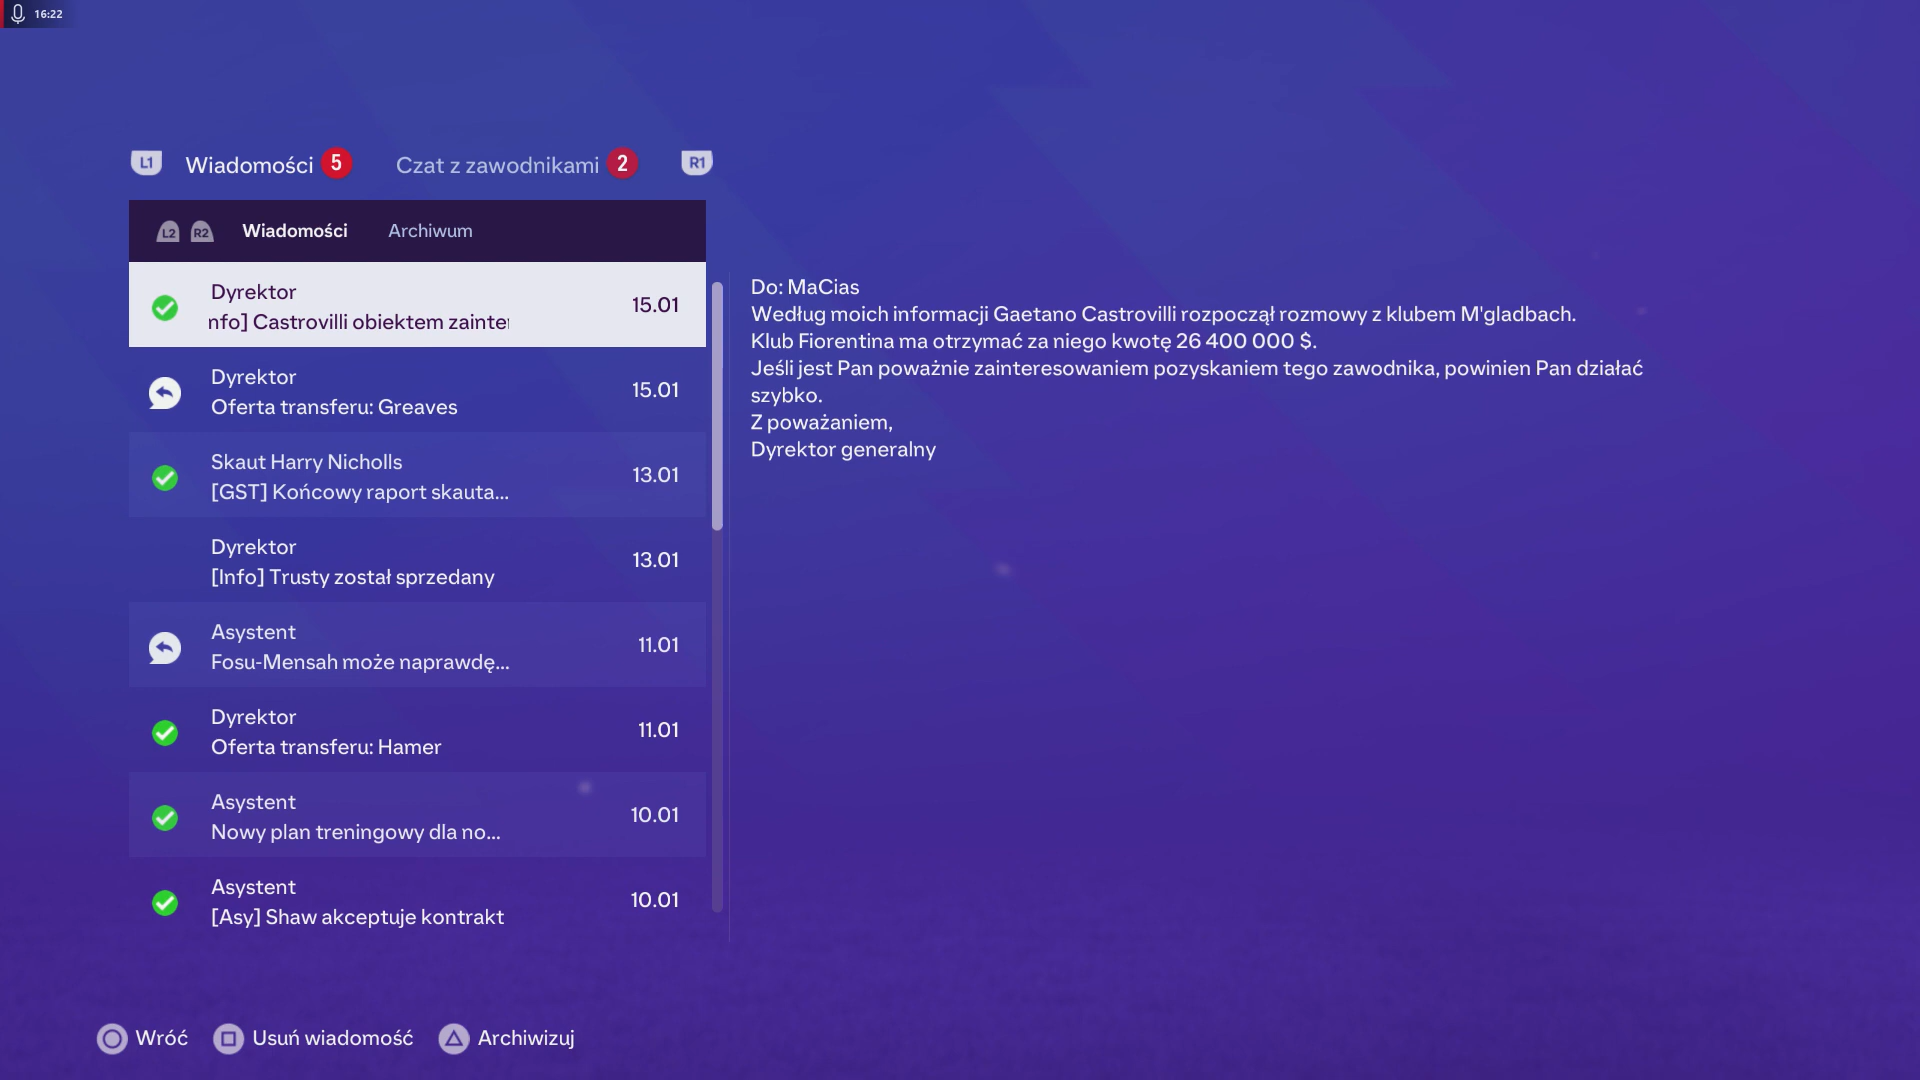 16:22
L1 Wiadomości 5 Czat z zawodnikami 2 R1
L2 R2 Wiadomości Archiwum
Dyrektor
nfo] Castrovilli obiektem zainte
15.01
Dyrektor
Oferta transferu: Greaves
15.01
Skaut Harry Nicholls
[GST] Końcowy raport skauta...
13.01
Dyrektor
[Info] Trusty został sprzedany
13.01
Asystent
Fosu-Mensah może naprawdę...
11.01
Dyrektor
Oferta transferu: Hamer
11.01
Asystent
Nowy plan treningowy dla no...
10.01
Asystent
[Asy] Shaw akceptuje kontrakt
10.01
Do: MaCias
Według moich informacji Gaetano Castrovilli rozpoczął rozmowy z klubem M'gladbach.
Klub Fiorentina ma otrzymać za niego kwotę 26 400 000 $.
Jeśli jest Pan poważnie zainteresowaniem pozyskaniem tego zawodnika, powinien Pan działać
szybko.
Z poważaniem,
Dyrektor generalny
Wróć Usuń wiadomość Archiwizuj